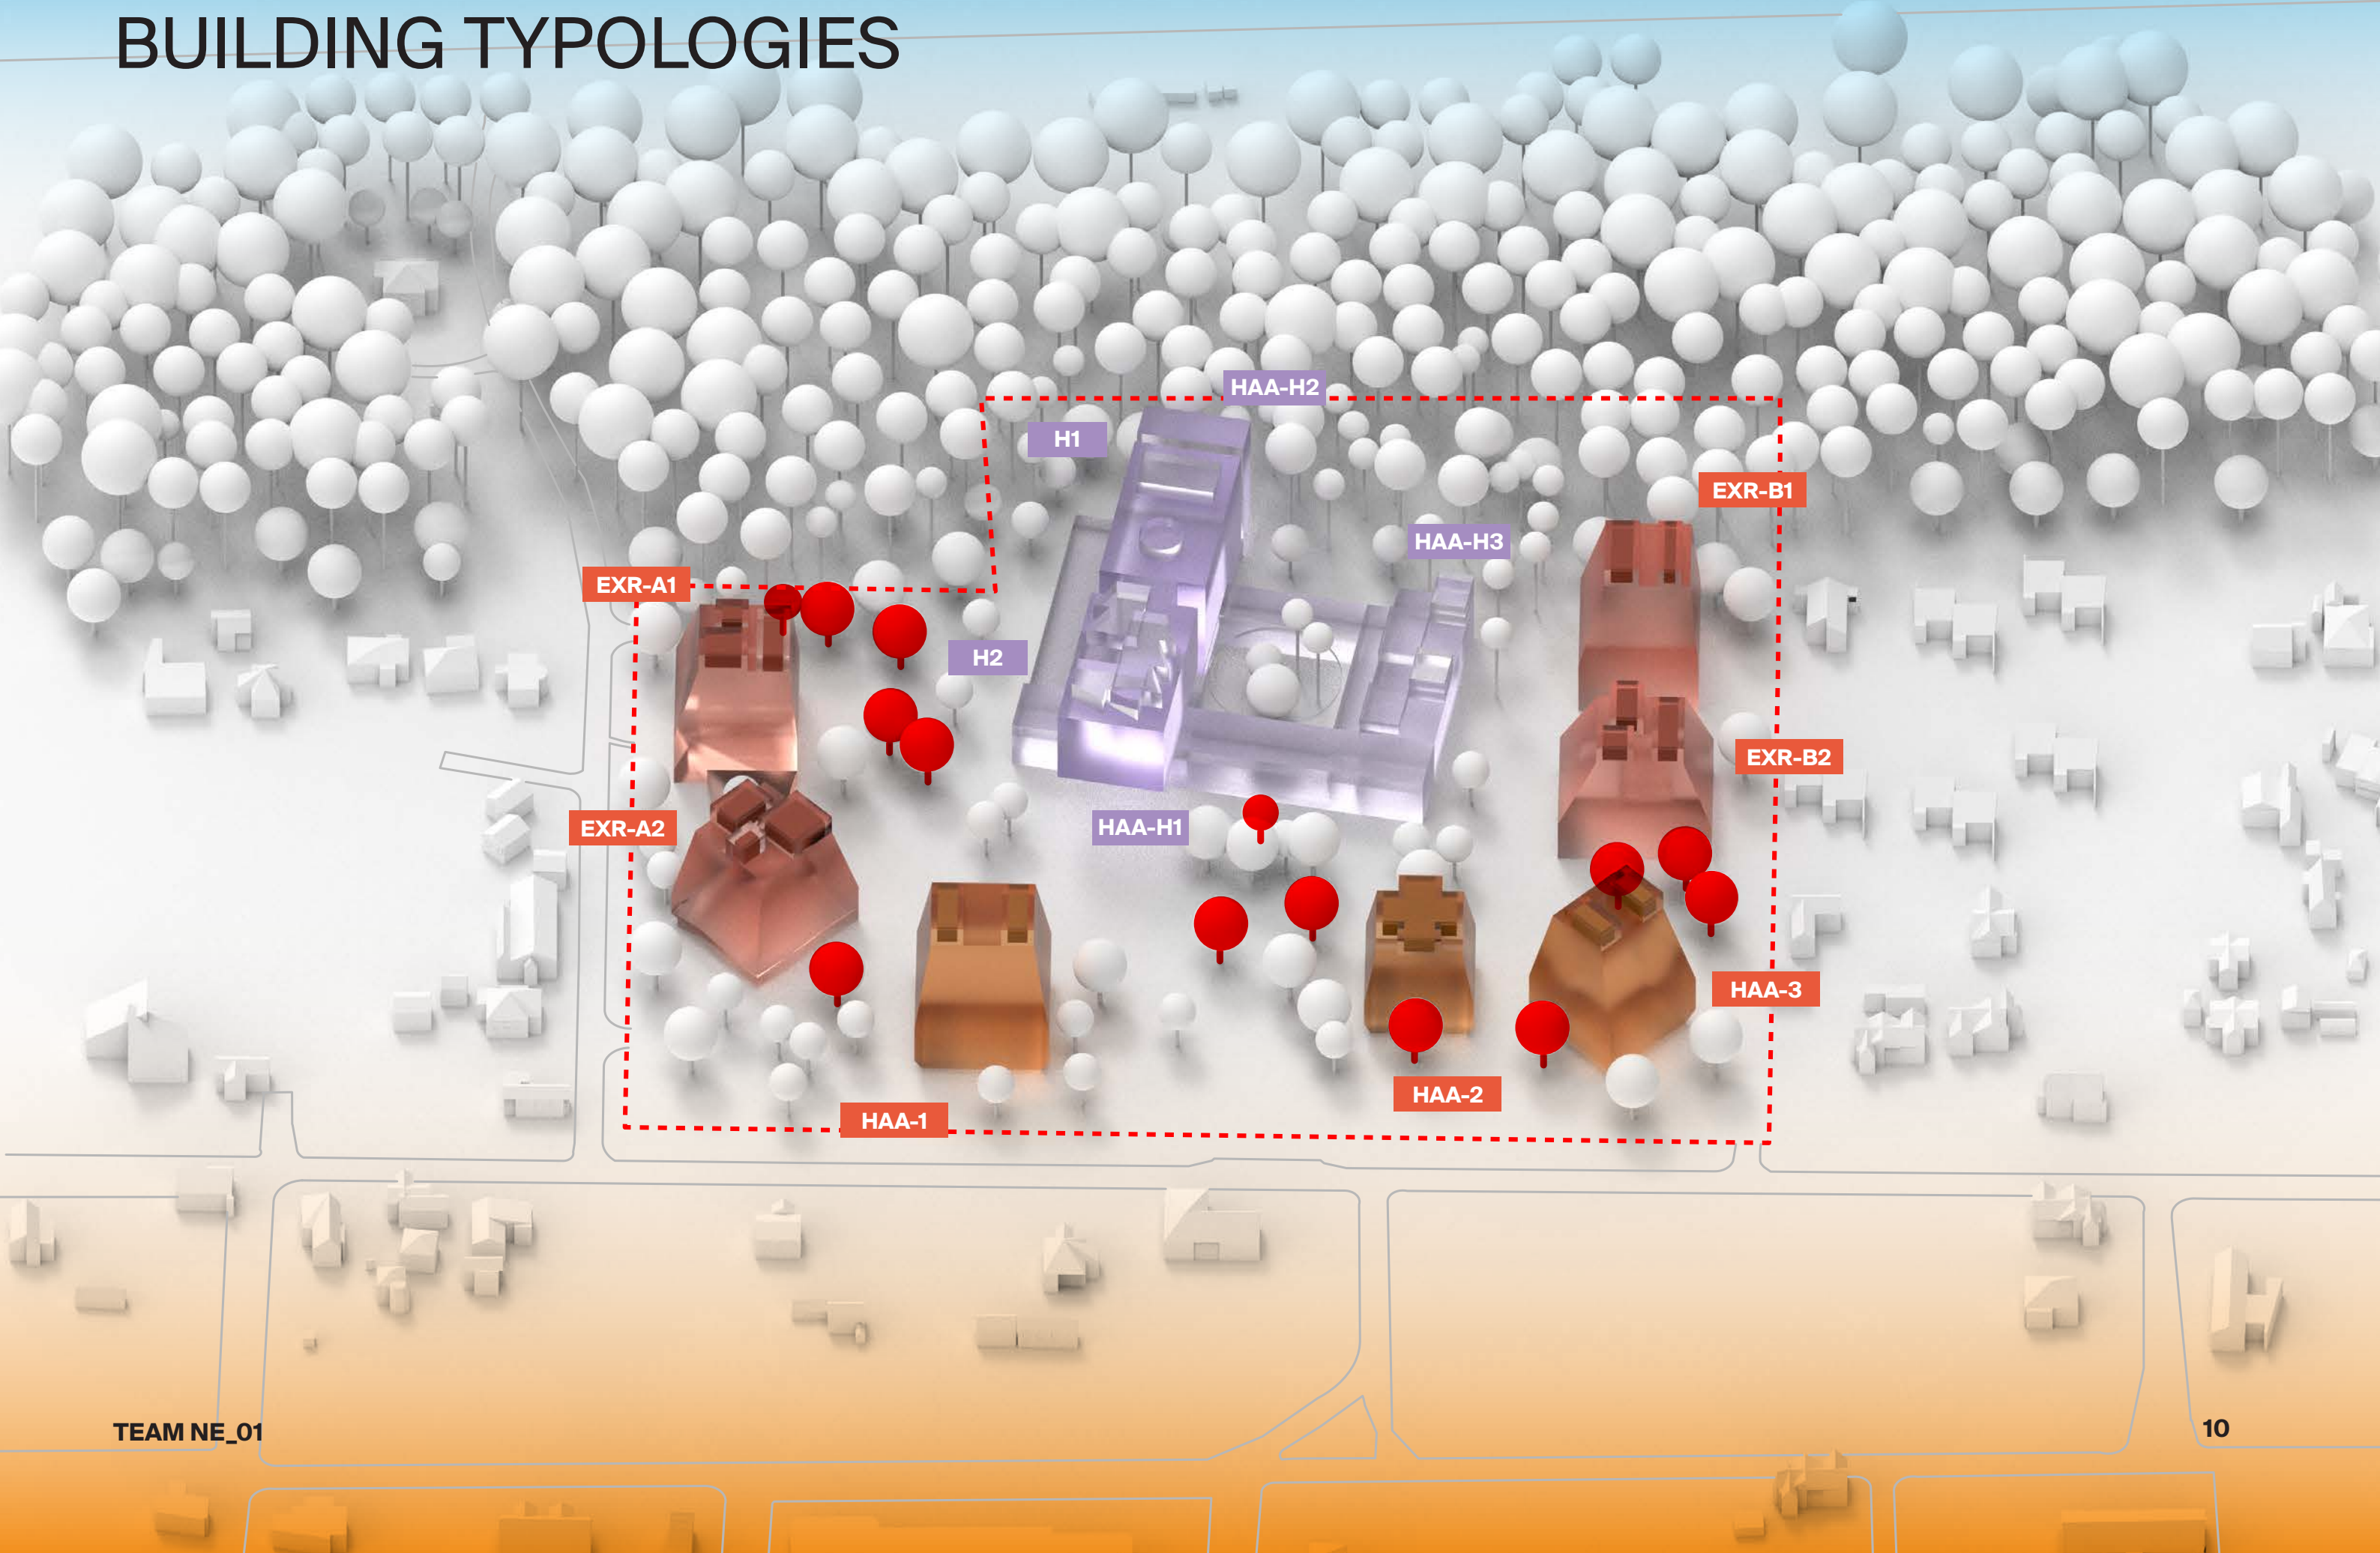 BUILDING TYPOLOGIES
HAA-H2
H1
EXR-B1
HAA-H3
EXR-A1
H2
EXR-B2
EXR-A2
HAA-H1
HAA-3
HAA-2
HAA-1
TEAM NE_01
10